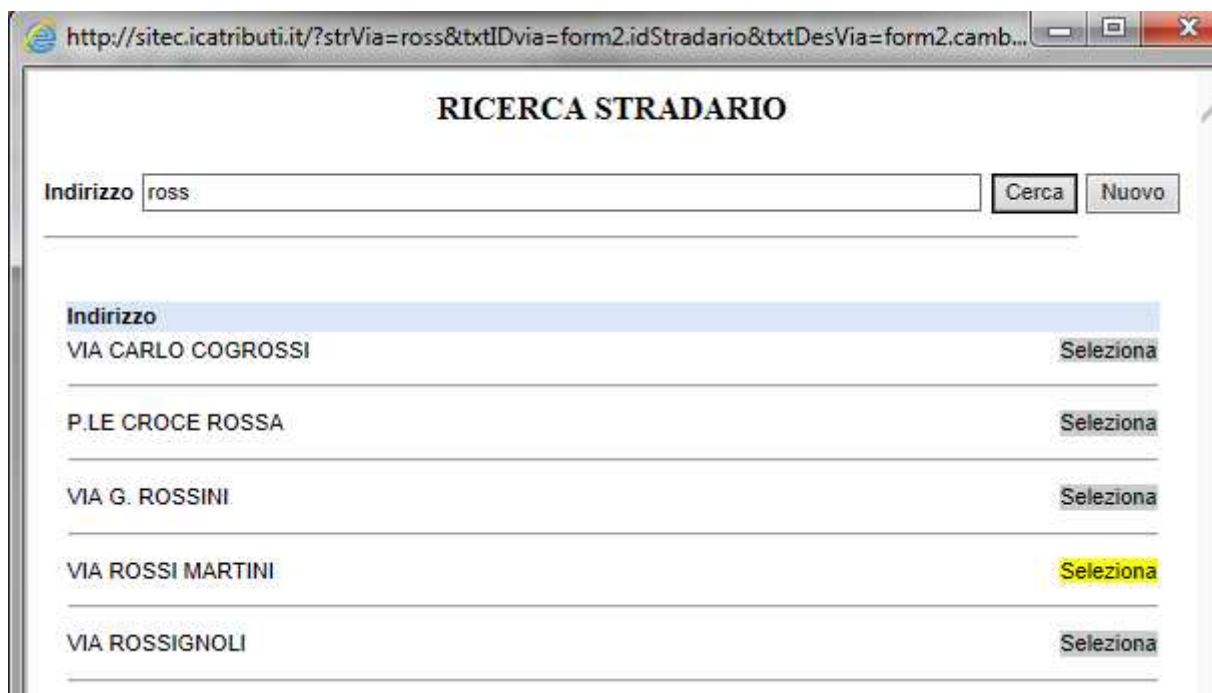 http://sitec.icatributi.it/?strVia=ross&txtIDvia=form2.idStradario&txtDesVia=form2.camb...
RICERCA STRADARIO
Indirizzo ross Cerca Nuovo
Indirizzo
VIA CARLO COGROSSI Seleziona
P.LE CROCE ROSSA Seleziona
VIA G. ROSSINI Seleziona
VIA ROSSI MARTINI Seleziona
VIA ROSSIGNOLI Seleziona